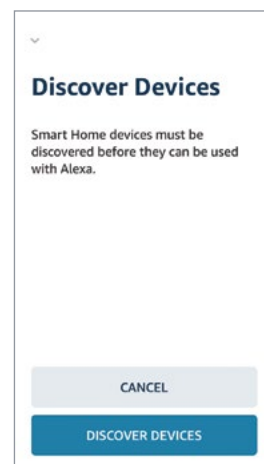 Discover Devices
Smart Home devices must be
discovered before they can be used
with Alexa.
CANCEL
DISCOVER DEVICES